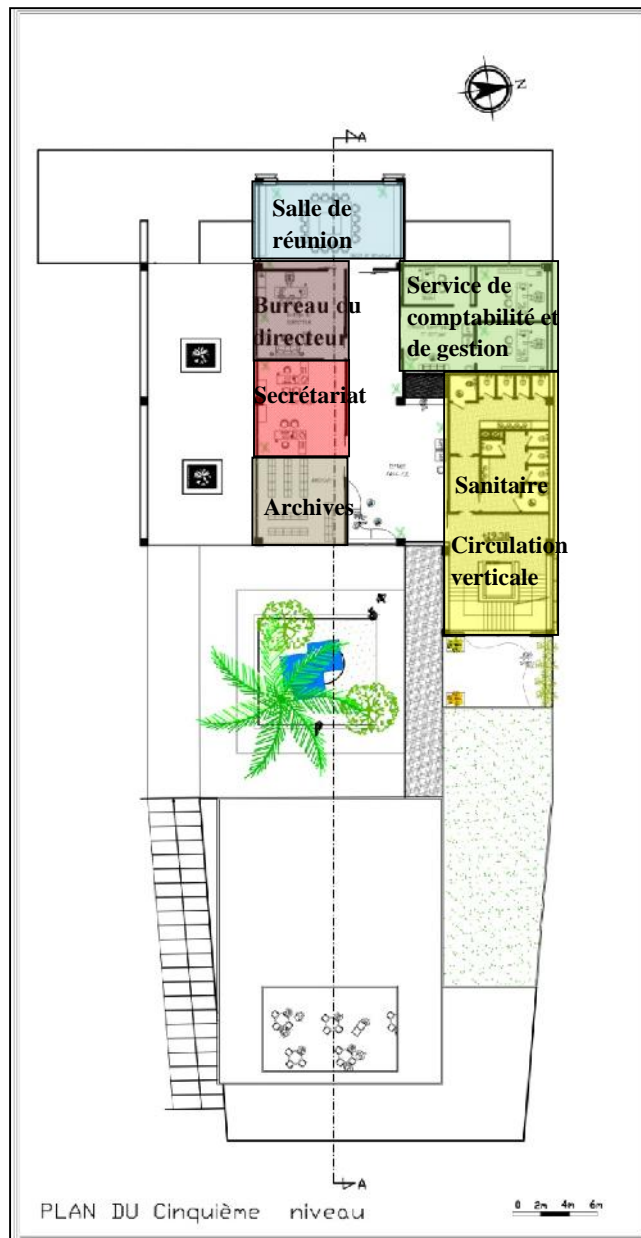 N
A
Salle de
réunion
Bureau du
directeur
Service de
comptabilité et
de gestion
Secrétariat
Archives
Sanitaire
Circulation
verticale
A
PLAN DU Cinquième niveau
0 2m 4m 6m